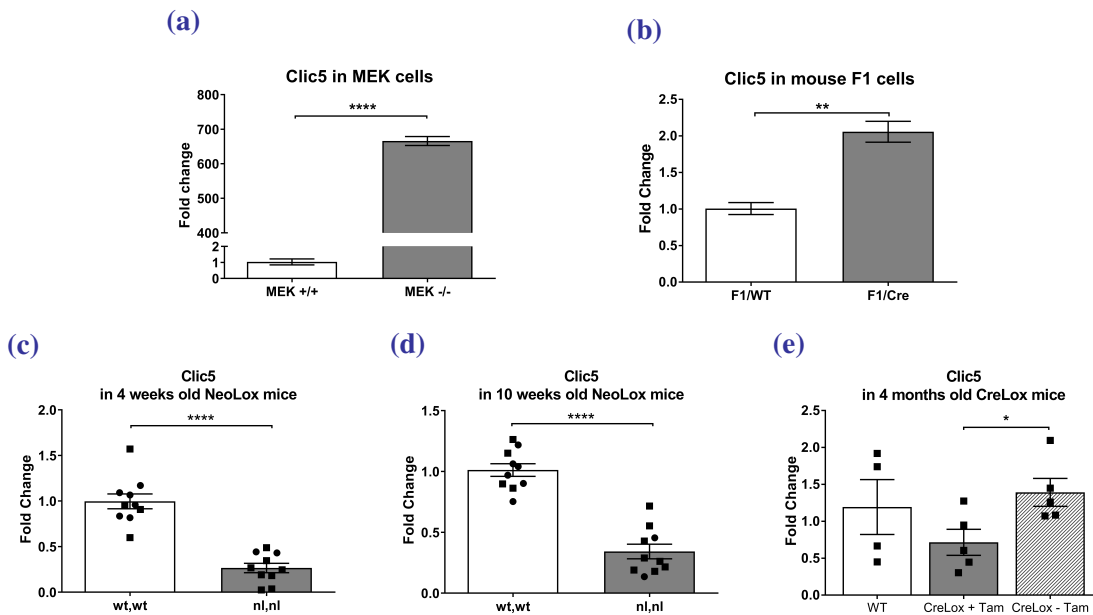 (a)
Clic5 in MEK cells
Fold change
800
700
600
500
400
2
1
0
****
MEK +/+
MEK -/-
(b)
Clic5 in mouse F1 cells
Fold Change
2.5
2.0
1.5
1.0
0.5
0.0
**
F1/WT
F1/Cre
(c)
Clic5
in 4 weeks old NeoLox mice
Fold Change
2.0
1.5
1.0
0.5
0.0
****
wt,wt
nl,nl
(d)
Clic5
in 10 weeks old NeoLox mice
Fold Change
1.5
1.0
0.5
0.0
****
wt,wt
nl,nl
(e)
Clic5
in 4 months old CreLox mice
Fold Change
2.5
2.0
1.5
1.0
0.5
0.0
*
WT
CreLox + Tam
CreLox - Tam